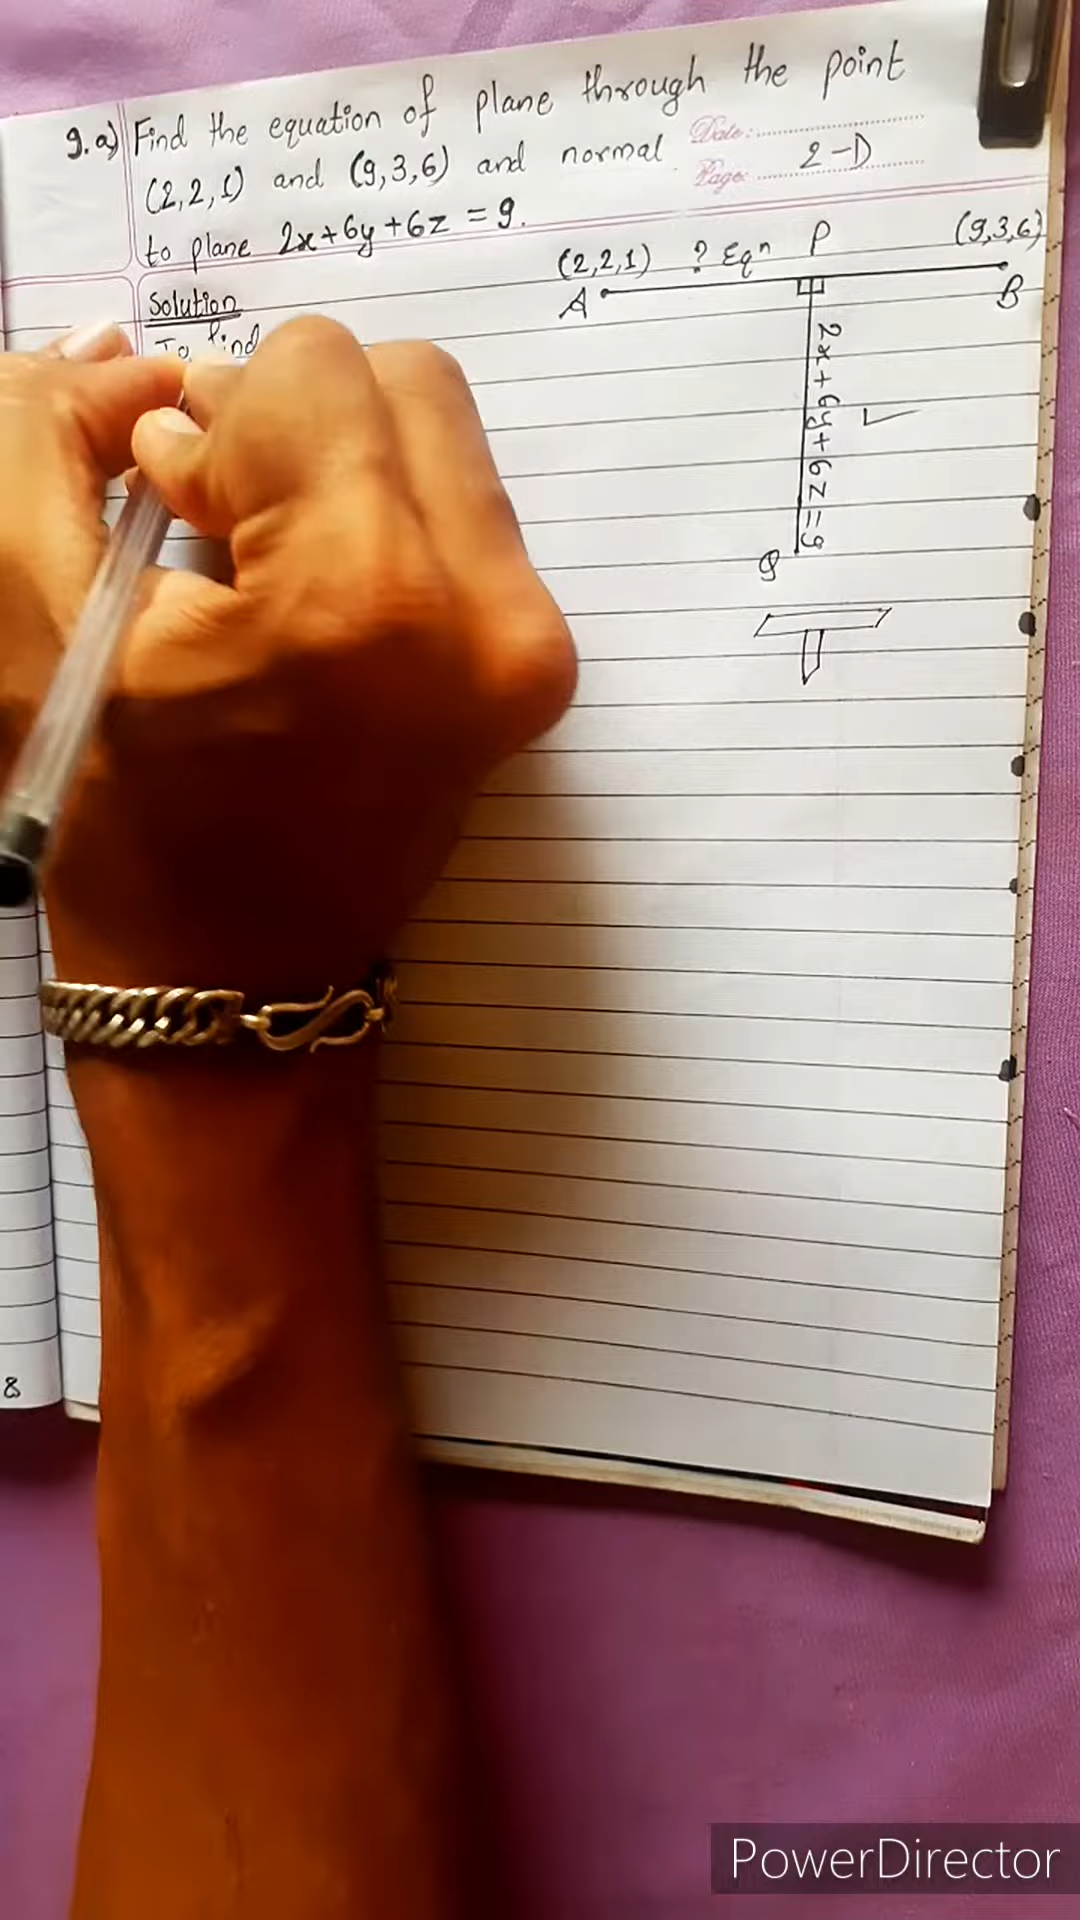 9. a) Find the equation of plane through the point
(2,2,1) and (9,3,6) and normal
to plane 2x+6y+6z = 9.
Date:
Page: 2-D
Solution
To find
(2,2,1) ? Eqⁿ P (9,3,6)
A B
2x+6y+6z=9
Q
8
PowerDirector